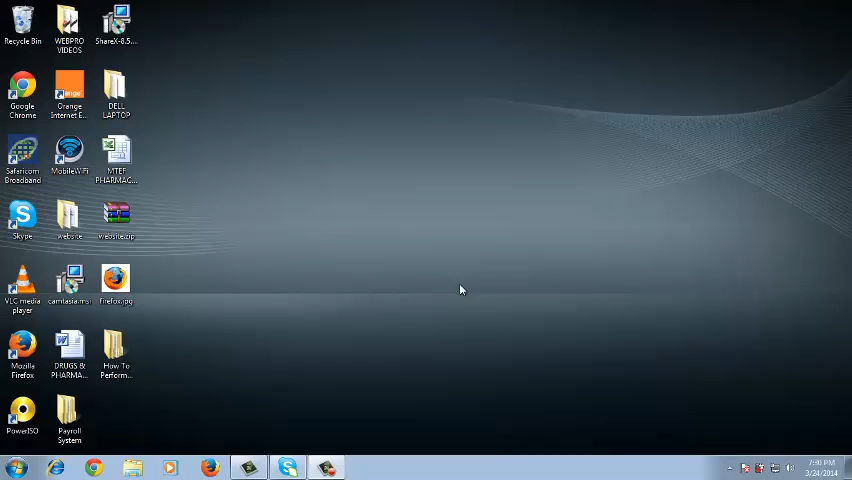 Recycle Bin
WEBPRO
VIDEOS
ShareX-8.5....
Google
Chrome
Orange
Internet E...
DELL
LAPTOP
Safaricom
Broadband
MobileWiFi
MTEF
PHARMAC...
Skype
website
website.zip
VLC media
player
camtasia.msi
firefox.jpg
Mozilla
Firefox
DRUGS &
PHARMA...
How To
Perform...
PowerISO
Payroll
System
7:30 PM
3/24/2014